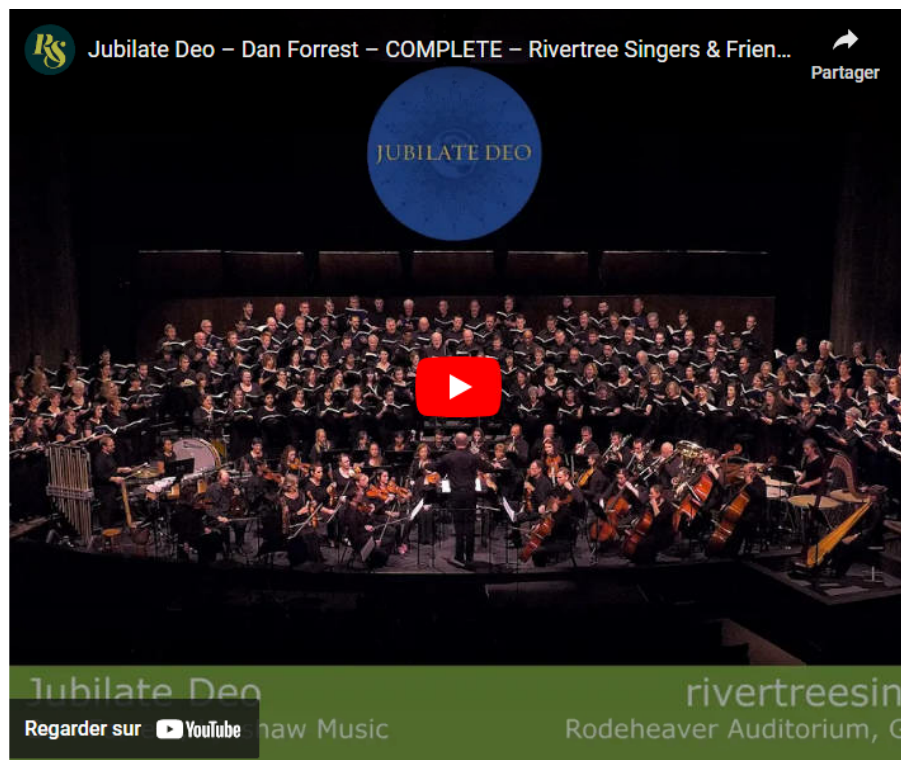 RS
Jubilate Deo – Dan Forrest – COMPLETE – Rivertree Singers & Frien...
Partager
JUBILATE DEO
Jubilate Deo
rivertreesin
haw Music
Rodeheaver Auditorium, G
Regarder sur YouTube